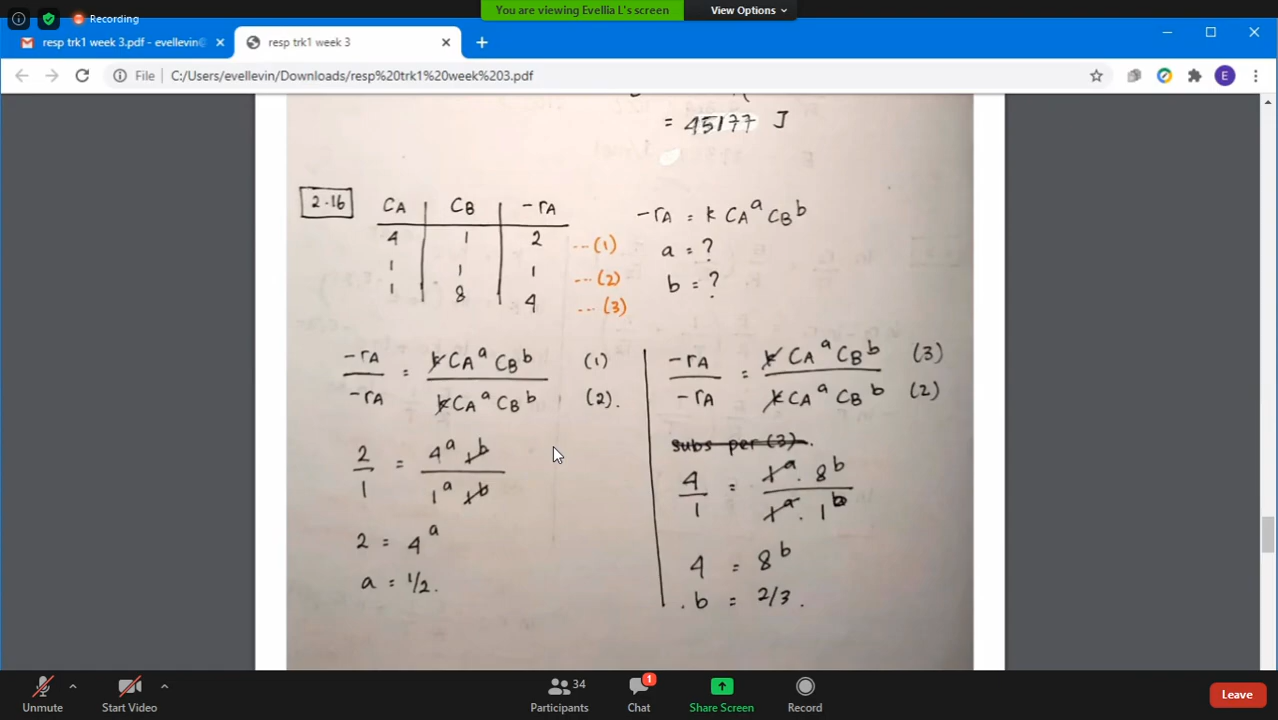 Recording
You are viewing Evellia L's screen
View Options
resp trk1 week 3.pdf - evellevin@
resp trk1 week 3
File
C:/Users/evellevin/Downloads/resp%20trk1%20week%203.pdf
E
= 45177 J
2.16
CA CB -rA
4 1 2 --- (1)
1 1 1 --- (2)
1 8 4 --- (3)
-rA = k CA^a CB^b
a = ?
b = ?
-rA / -rA = k CA^a CB^b (1) / k CA^a CB^b (2).
2/1 = 4^a 1^b / 1^a 1^b
2 = 4^a
a = 1/2.
-rA / -rA = k CA^a CB^b (3) / k CA^a CB^b (2)
subs per (3).
4/1 = 1^a . 8^b / 1^a . 1^b
4 = 8^b
. b = 2/3 .
Unmute
Start Video
34
Participants
1
Chat
Share Screen
Record
Leave